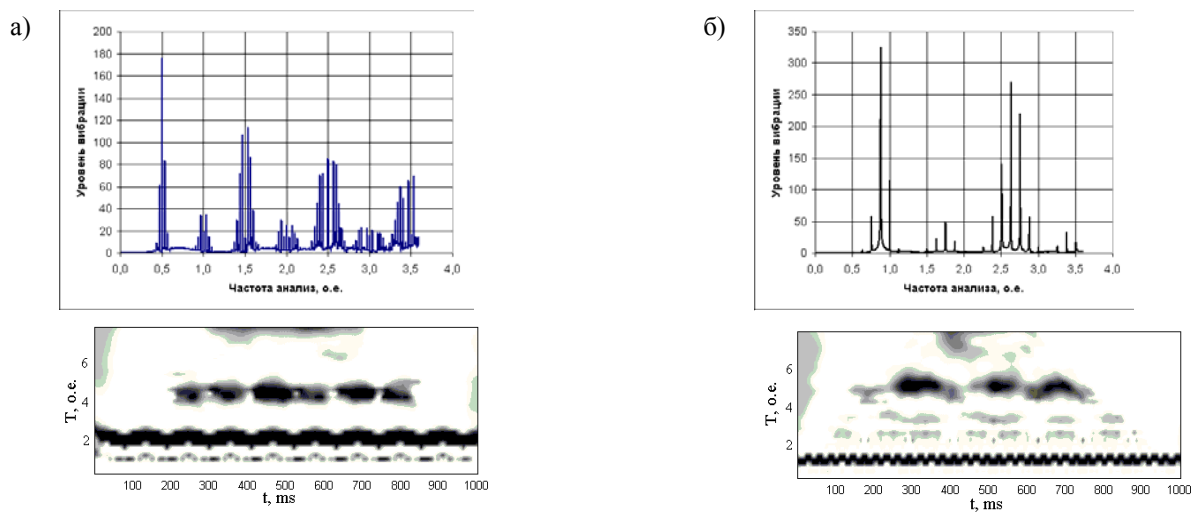 а)
200
180
160
140
120
100
80
60
40
20
0
Уровень вибрации
0,0 0,5 1,0 1,5 2,0 2,5 3,0 3,5 4,0
Частота анализ, о.е.
6
4
2
T, о.е.
100 200 300 400 500 600 700 800 900 1000
t, ms
б)
350
300
250
200
150
100
50
0
Уровень вибрации
0,0 0,5 1,0 1,5 2,0 2,5 3,0 3,5 4,0
Частота анализа, о.е.
6
4
2
T, о.е.
100 200 300 400 500 600 700 800 900 1000
t, ms